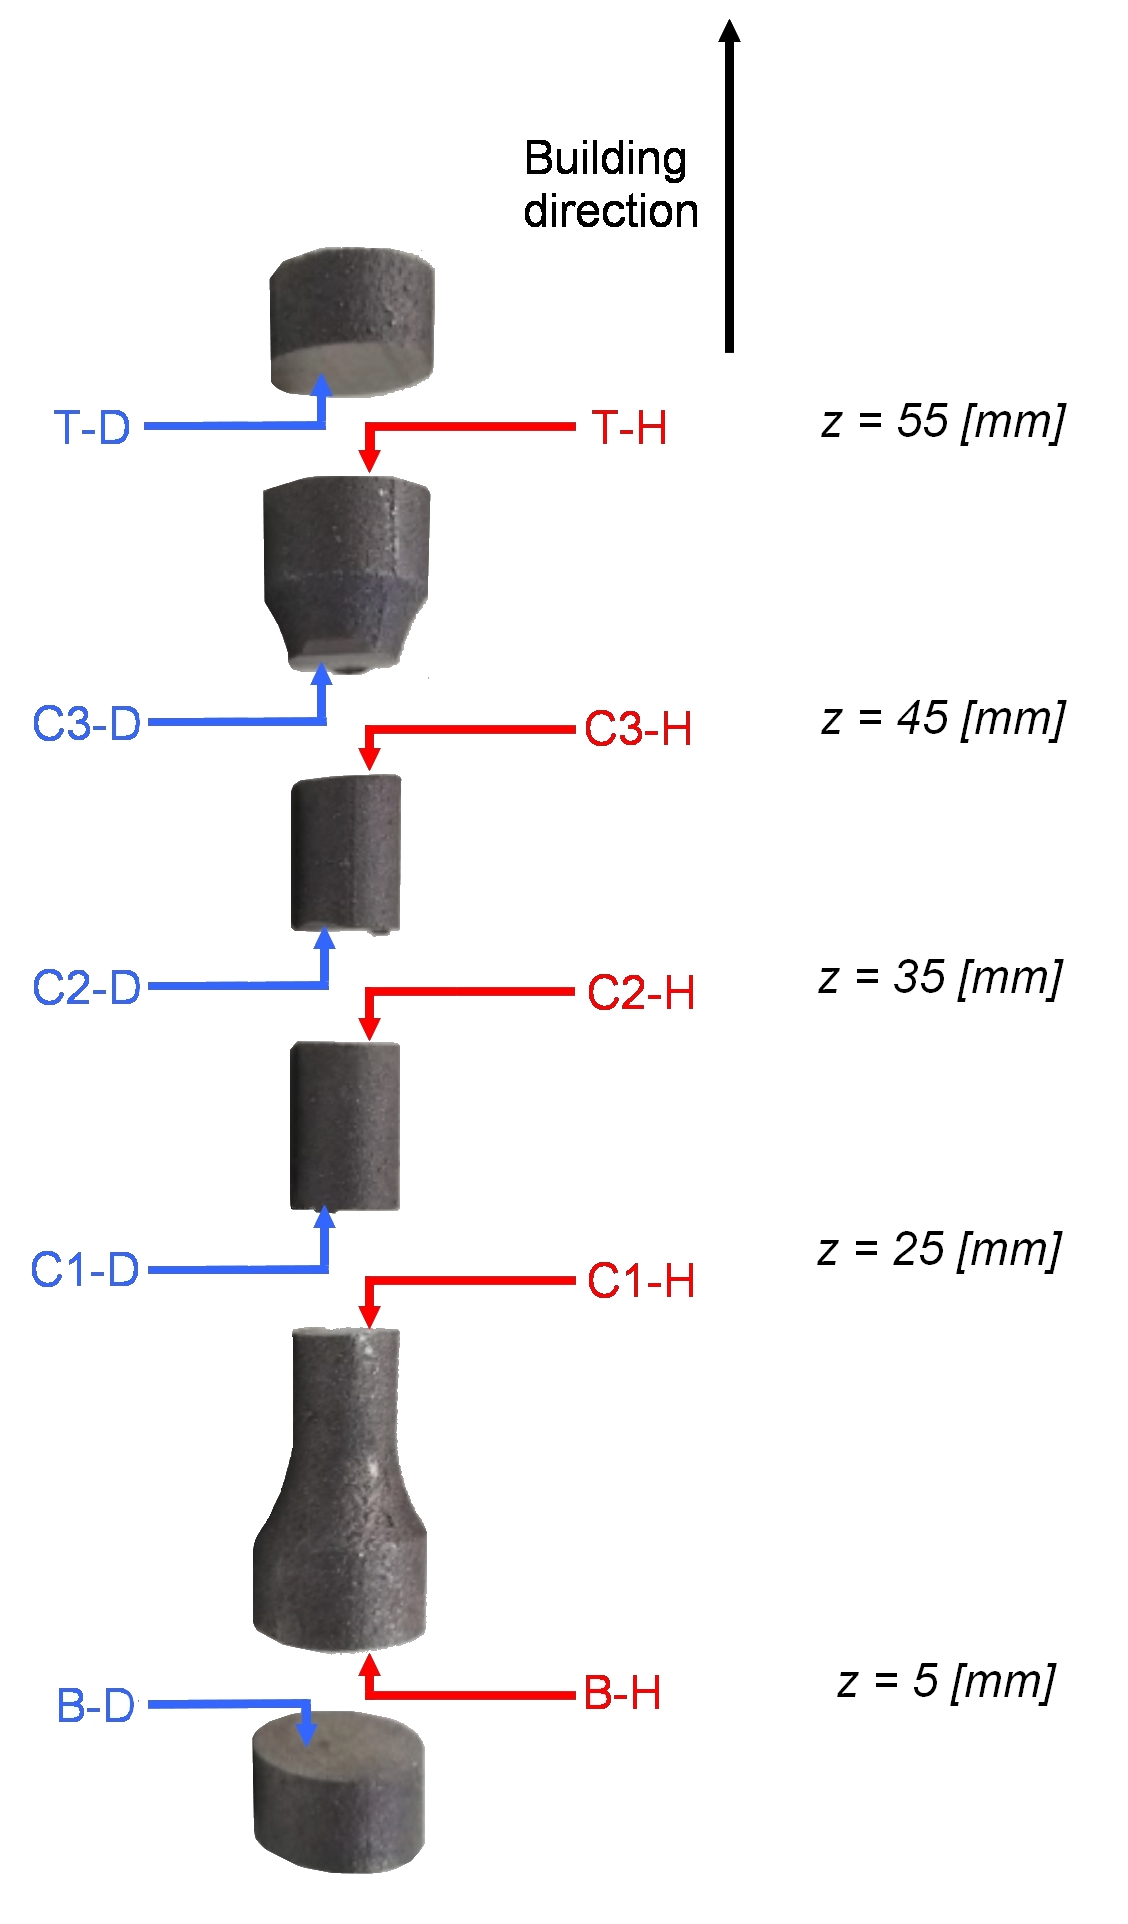 Building
direction
T-D T-H z = 55 [mm]
C3-D C3-H z = 45 [mm]
C2-D C2-H z = 35 [mm]
C1-D C1-H z = 25 [mm]
B-D B-H z = 5 [mm]